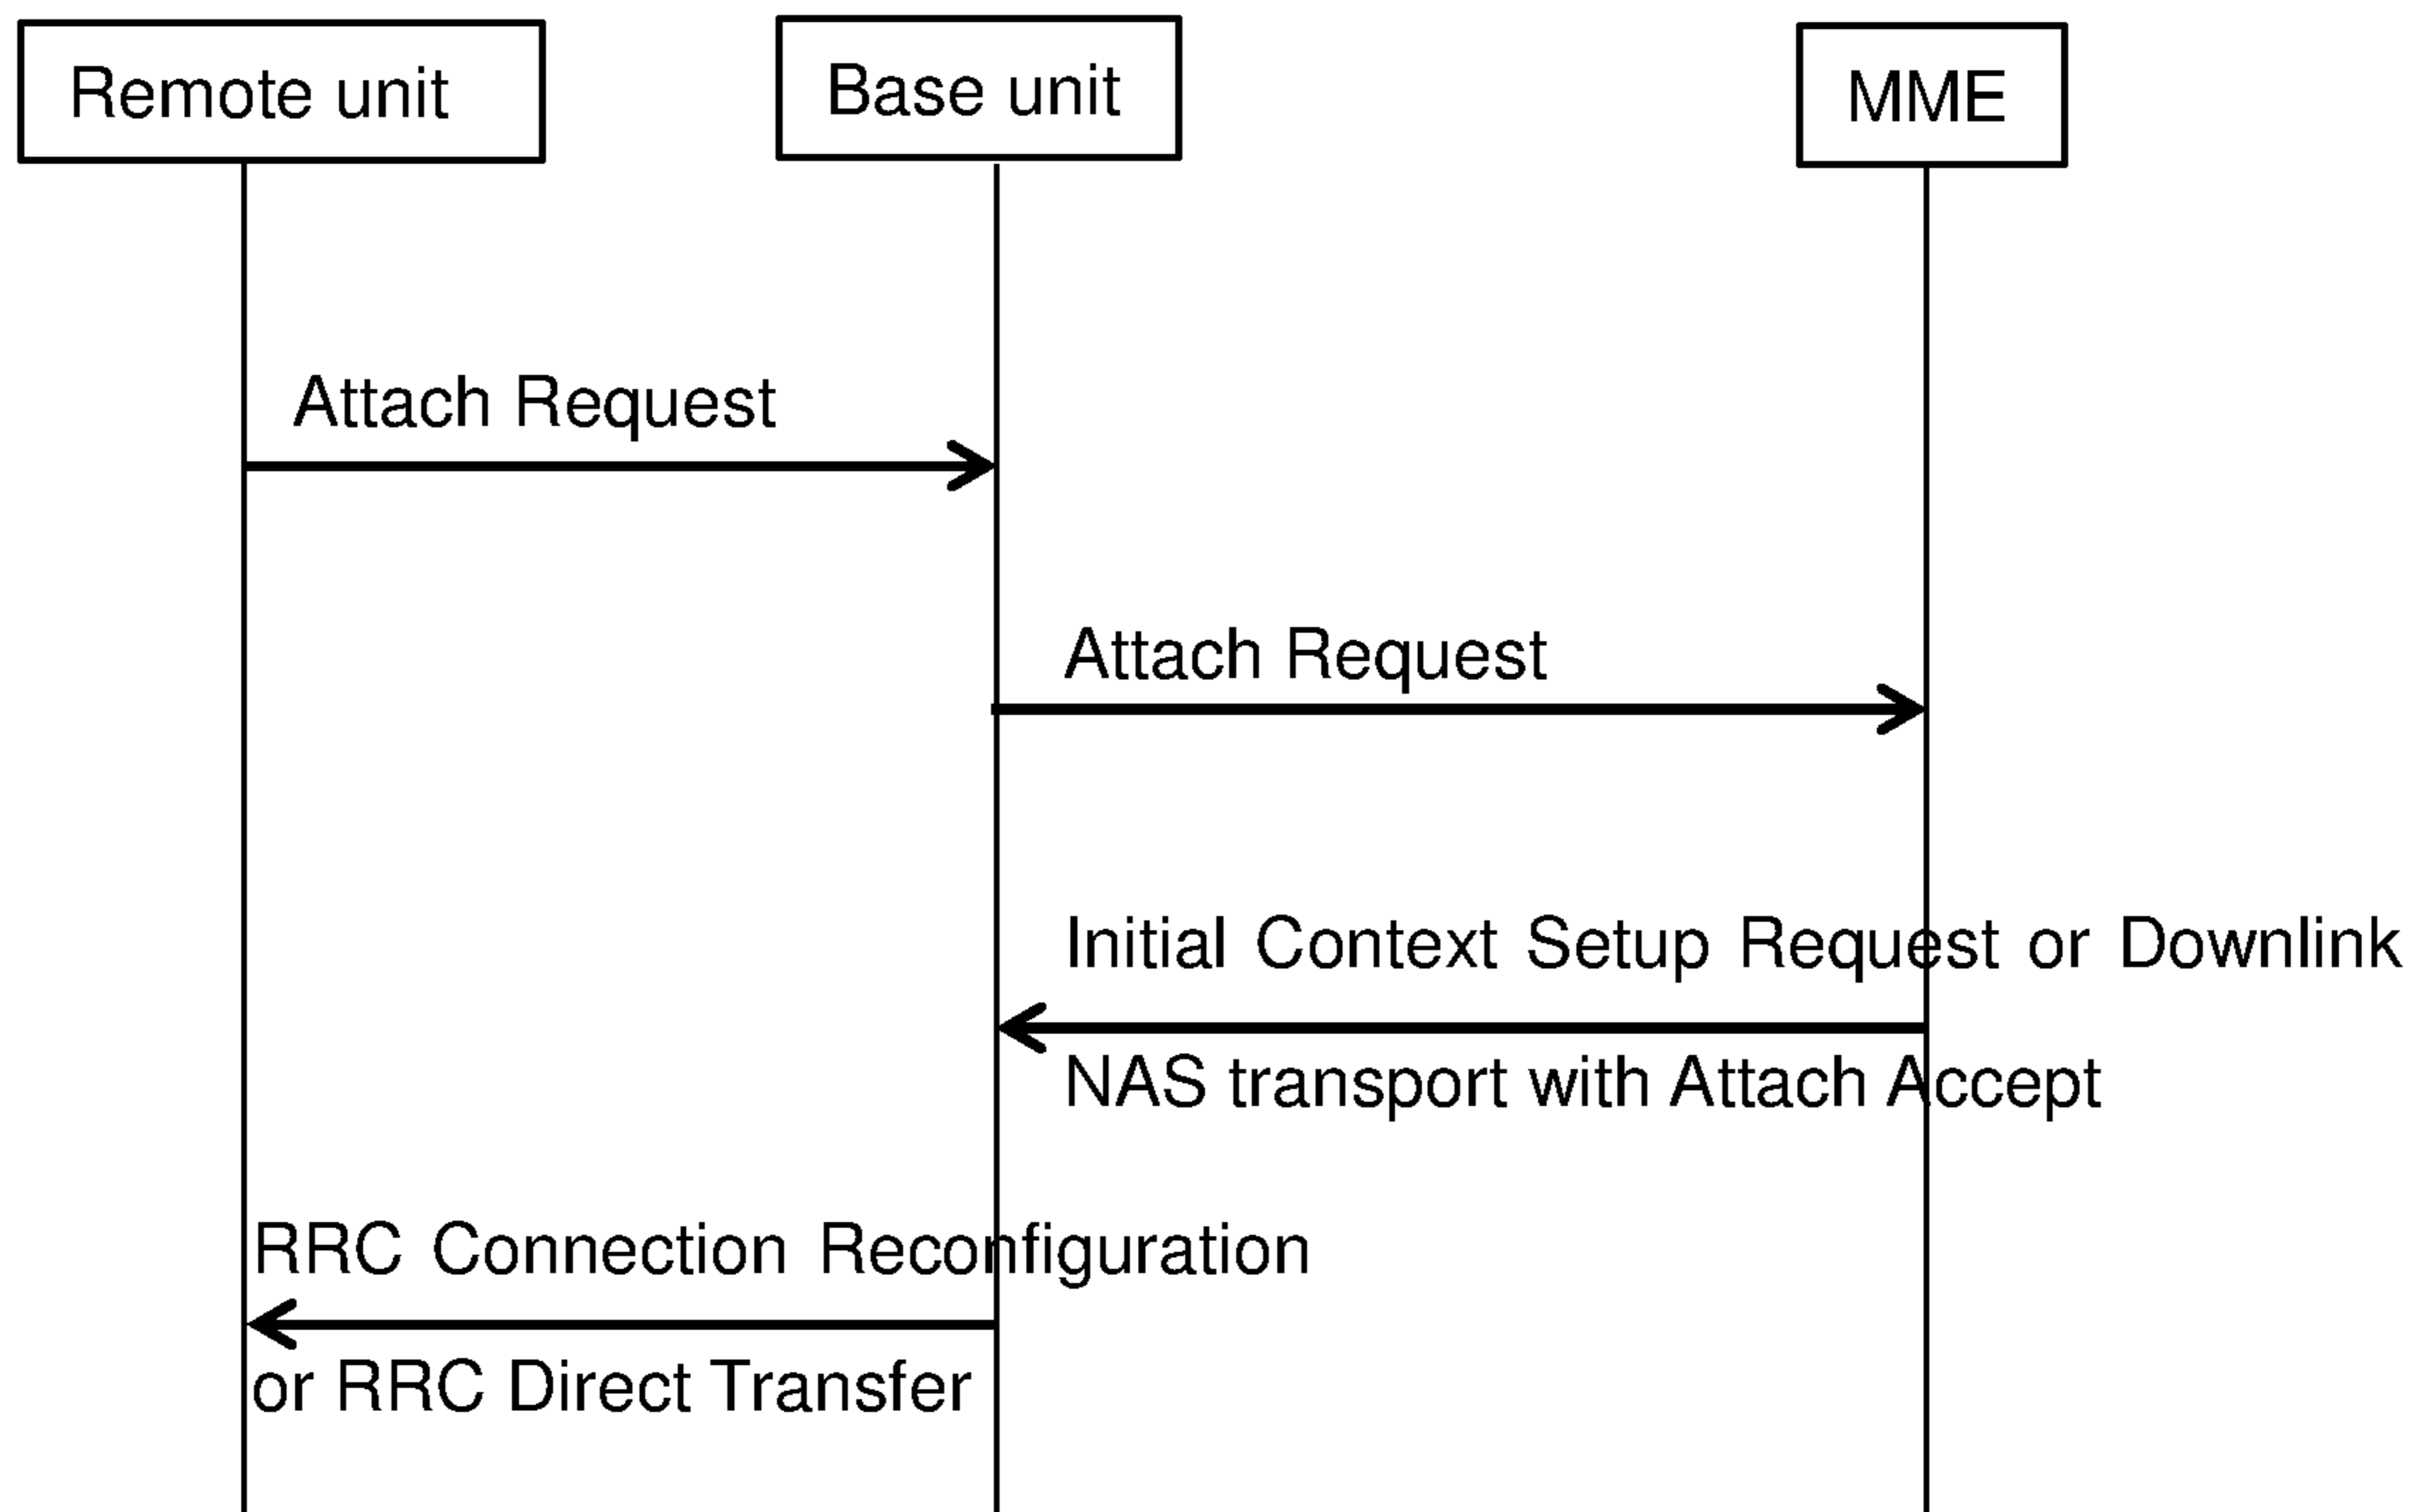 Remote unit
Base unit
MME
Attach Request
Attach Request
Initial Context Setup Request or Downlink
NAS transport with Attach Accept
RRC Connection Reconfiguration
or RRC Direct Transfer